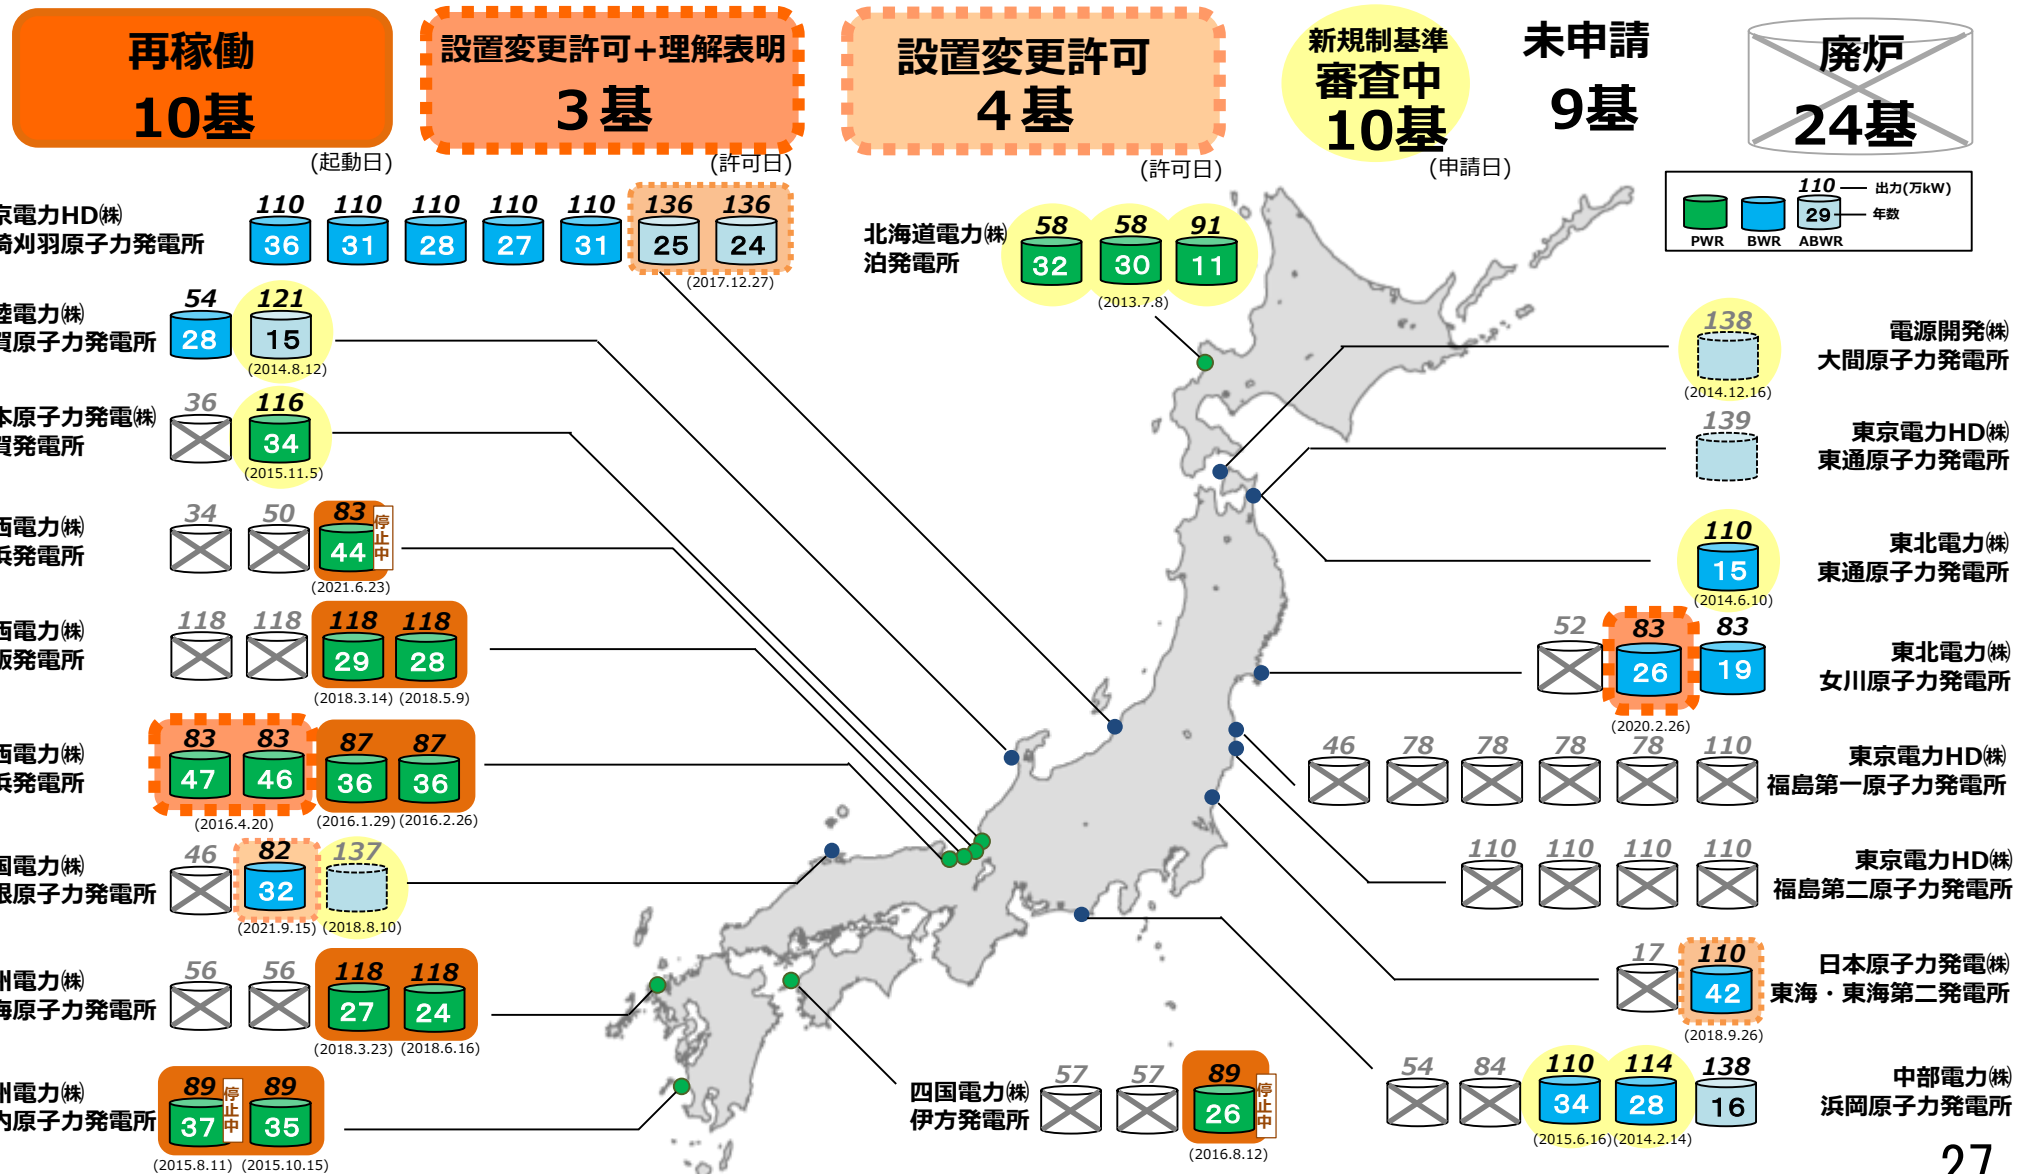 再稼働
10基
(起動日)
設置変更許可+理解表明
3基
(許可日)
設置変更許可
4基
(許可日)
新規制基準
審査中
10基
(申請日)
未申請
9基
廃炉
24基
110 出力(万kW)
29 年数
PWR BWR ABWR
京電力HD㈱
崎刈羽原子力発電所
110 110 110 110 110 136 136
36 31 28 27 31 25 24
(2017.12.27)
陸電力㈱
賀原子力発電所
54 121
28 15
(2014.8.12)
本原子力発電㈱
賀発電所
36 116
34
(2015.11.5)
西電力㈱
浜発電所
34 50 83
44
停止中
(2021.6.23)
西電力㈱
飯発電所
118 118 118 118
29 28
(2018.3.14) (2018.5.9)
西電力㈱
浜発電所
83 83 87 87
47 46 36 36
(2016.4.20) (2016.1.29) (2016.2.26)
国電力㈱
根原子力発電所
46 82 137
32
(2021.9.15) (2018.8.10)
州電力㈱
海原子力発電所
56 56 118 118
27 24
(2018.3.23) (2018.6.16)
州電力㈱
内原子力発電所
89 89
37 35
停止中
(2015.8.11) (2015.10.15)
北海道電力㈱
泊発電所
58 58 91
32 30 11
(2013.7.8)
138
(2014.12.16)
電源開発㈱
大間原子力発電所
139
東京電力HD㈱
東通原子力発電所
110
15
(2014.6.10)
東北電力㈱
東通原子力発電所
52 83 83
26 19
(2020.2.26)
東北電力㈱
女川原子力発電所
46 78 78 78 78 110
東京電力HD㈱
福島第一原子力発電所
110 110 110 110
東京電力HD㈱
福島第二原子力発電所
17 110
42
(2018.9.26)
日本原子力発電㈱
東海・東海第二発電所
54 84 110 114 138
34 28 16
(2015.6.16) (2014.2.14)
中部電力㈱
浜岡原子力発電所
四国電力㈱
伊方発電所
57 57 89
26
停止中
(2016.8.12)
27